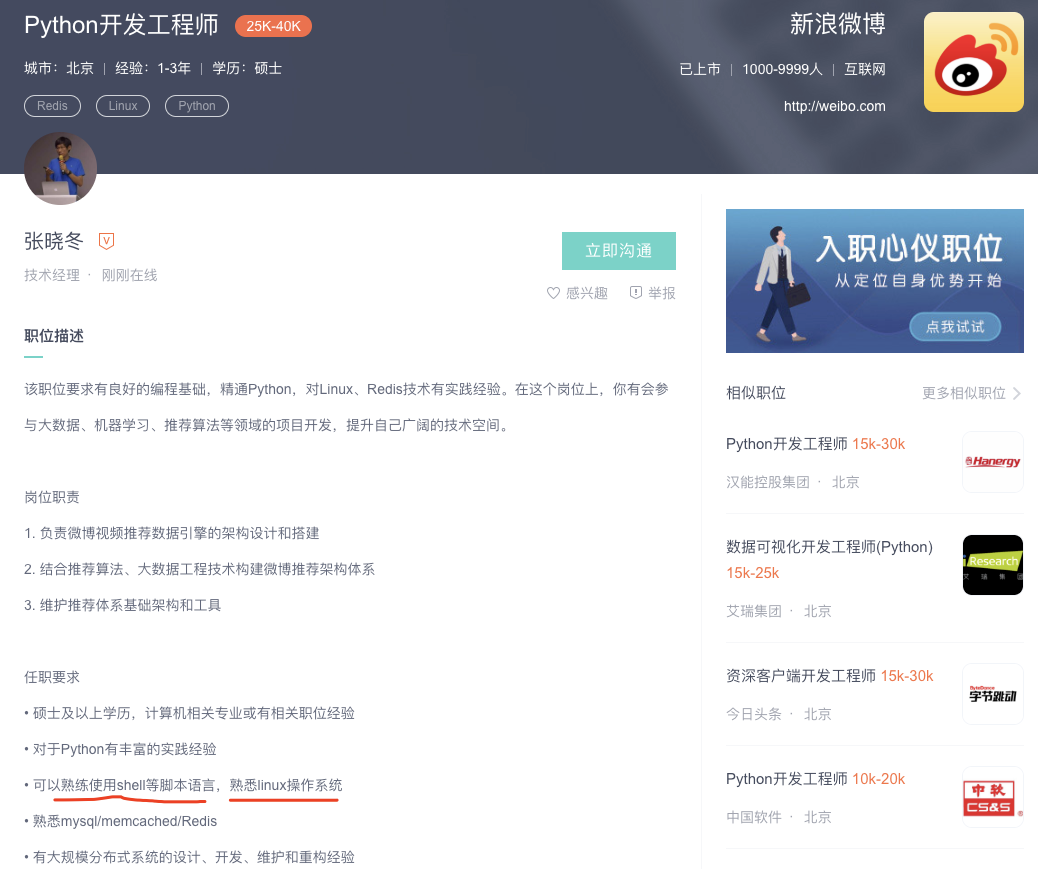 Python开发工程师 25K-40K
城市：北京 | 经验：1-3年 | 学历：硕士
Redis Linux Python
新浪微博
已上市 | 1000-9999人 | 互联网
http://weibo.com
张晓冬 V
技术经理 · 刚刚在线
立即沟通
感兴趣 举报
职位描述
该职位要求有良好的编程基础，精通Python，对Linux、Redis技术有实践经验。在这个岗位上，你有会参
与大数据、机器学习、推荐算法等领域的项目开发，提升自己广阔的技术空间。
岗位职责
1. 负责微博视频推荐数据引擎的架构设计和搭建
2. 结合推荐算法、大数据工程技术构建微博推荐架构体系
3. 维护推荐体系基础架构和工具
任职要求
• 硕士及以上学历，计算机相关专业或有相关职位经验
• 对于Python有丰富的实践经验
• 可以熟练使用shell等脚本语言，熟悉linux操作系统
• 熟悉mysql/memcached/Redis
• 有大规模分布式系统的设计、开发、维护和重构经验
入职心仪职位
从定位自身优势开始
点我试试
相似职位 更多相似职位
Python开发工程师 15k-30k
汉能控股集团 · 北京
Hanergy
数据可视化开发工程师(Python)
15k-25k
艾瑞集团 · 北京
Research
艾瑞集团
资深客户端开发工程师 15k-30k
今日头条 · 北京
ByteDance
字节跳动
Python开发工程师 10k-20k
中国软件 · 北京
中软
CS&S